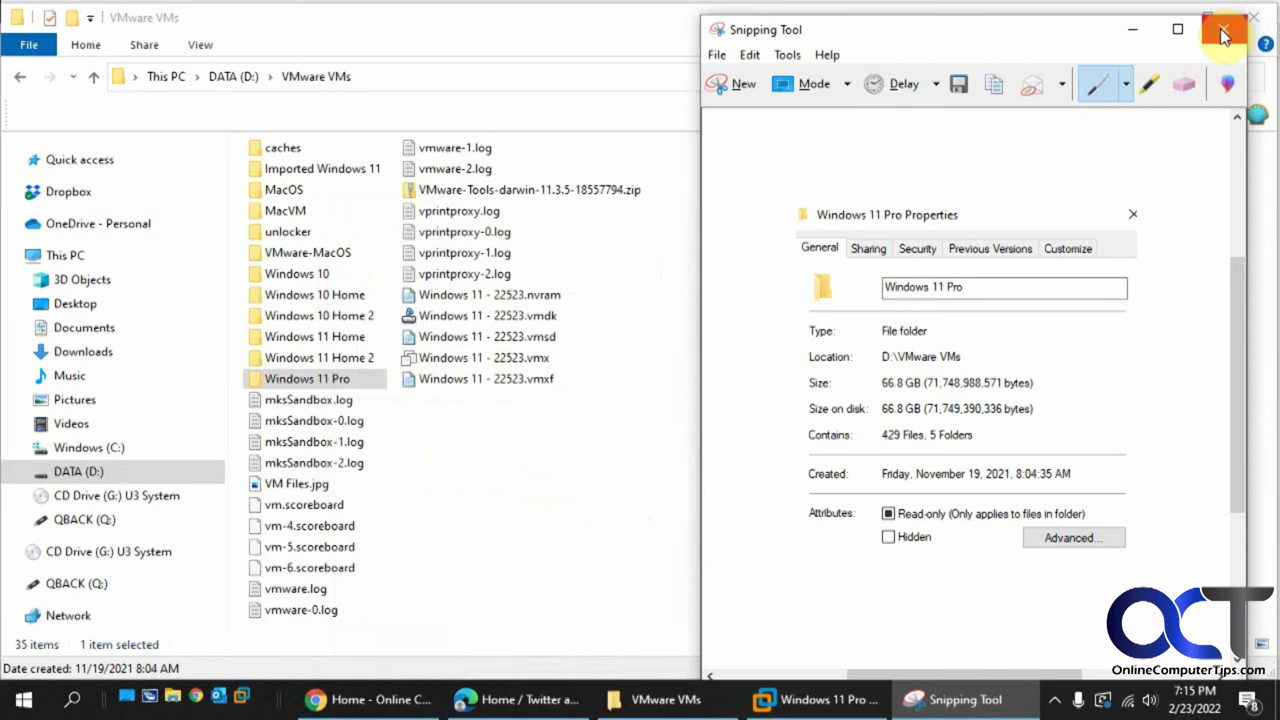 VMware VMs
File Home Share View
This PC DATA (D:) VMware VMs
Quick access
Dropbox
OneDrive - Personal
This PC
3D Objects
Desktop
Documents
Downloads
Music
Pictures
Videos
Windows (C:)
DATA (D:)
CD Drive (G:) U3 System
QBACK (Q:)
CD Drive (G:) U3 System
QBACK (Q:)
Network
caches
Imported Windows 11
MacOS
MacVM
unlocker
VMware-MacOS
Windows 10
Windows 10 Home
Windows 10 Home 2
Windows 11 Home
Windows 11 Home 2
Windows 11 Pro
mksSandbox.log
mksSandbox-0.log
mksSandbox-1.log
mksSandbox-2.log
VM Files.jpg
vm.scoreboard
vm-4.scoreboard
vm-5.scoreboard
vm-6.scoreboard
vmware.log
vmware-0.log
vmware-1.log
vmware-2.log
VMware-Tools-darwin-11.3.5-18557794.zip
vprintproxy.log
vprintproxy-0.log
vprintproxy-1.log
vprintproxy-2.log
Windows 11 - 22523.nvram
Windows 11 - 22523.vmdk
Windows 11 - 22523.vmsd
Windows 11 - 22523.vmx
Windows 11 - 22523.vmxf
35 items 1 item selected
Date created: 11/19/2021 8:04 AM
Snipping Tool
File Edit Tools Help
New Mode Delay
Windows 11 Pro Properties
General Sharing Security Previous Versions Customize
Windows 11 Pro
Type: File folder
Location: D:\VMware VMs
Size: 66.8 GB (71,748,988,571 bytes)
Size on disk: 66.8 GB (71,749,390,336 bytes)
Contains: 429 Files, 5 Folders
Created: Friday, November 19, 2021, 8:04:35 AM
Attributes: Read-only (Only applies to files in folder)
Hidden Advanced...
OCT
OnlineComputerTips.com
Home - Online C... Home / Twitter a... VMware VMs Windows 11 Pro ... Snipping Tool
7:15 PM
2/23/2022
8